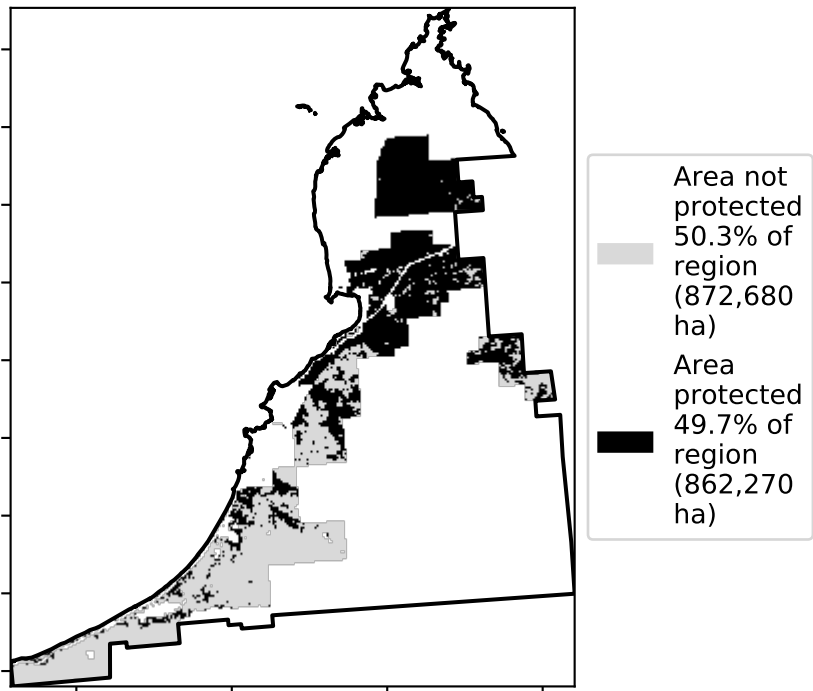 Area not
protected
50.3% of
region
(872,680
ha)
Area
protected
49.7% of
region
(862,270
ha)